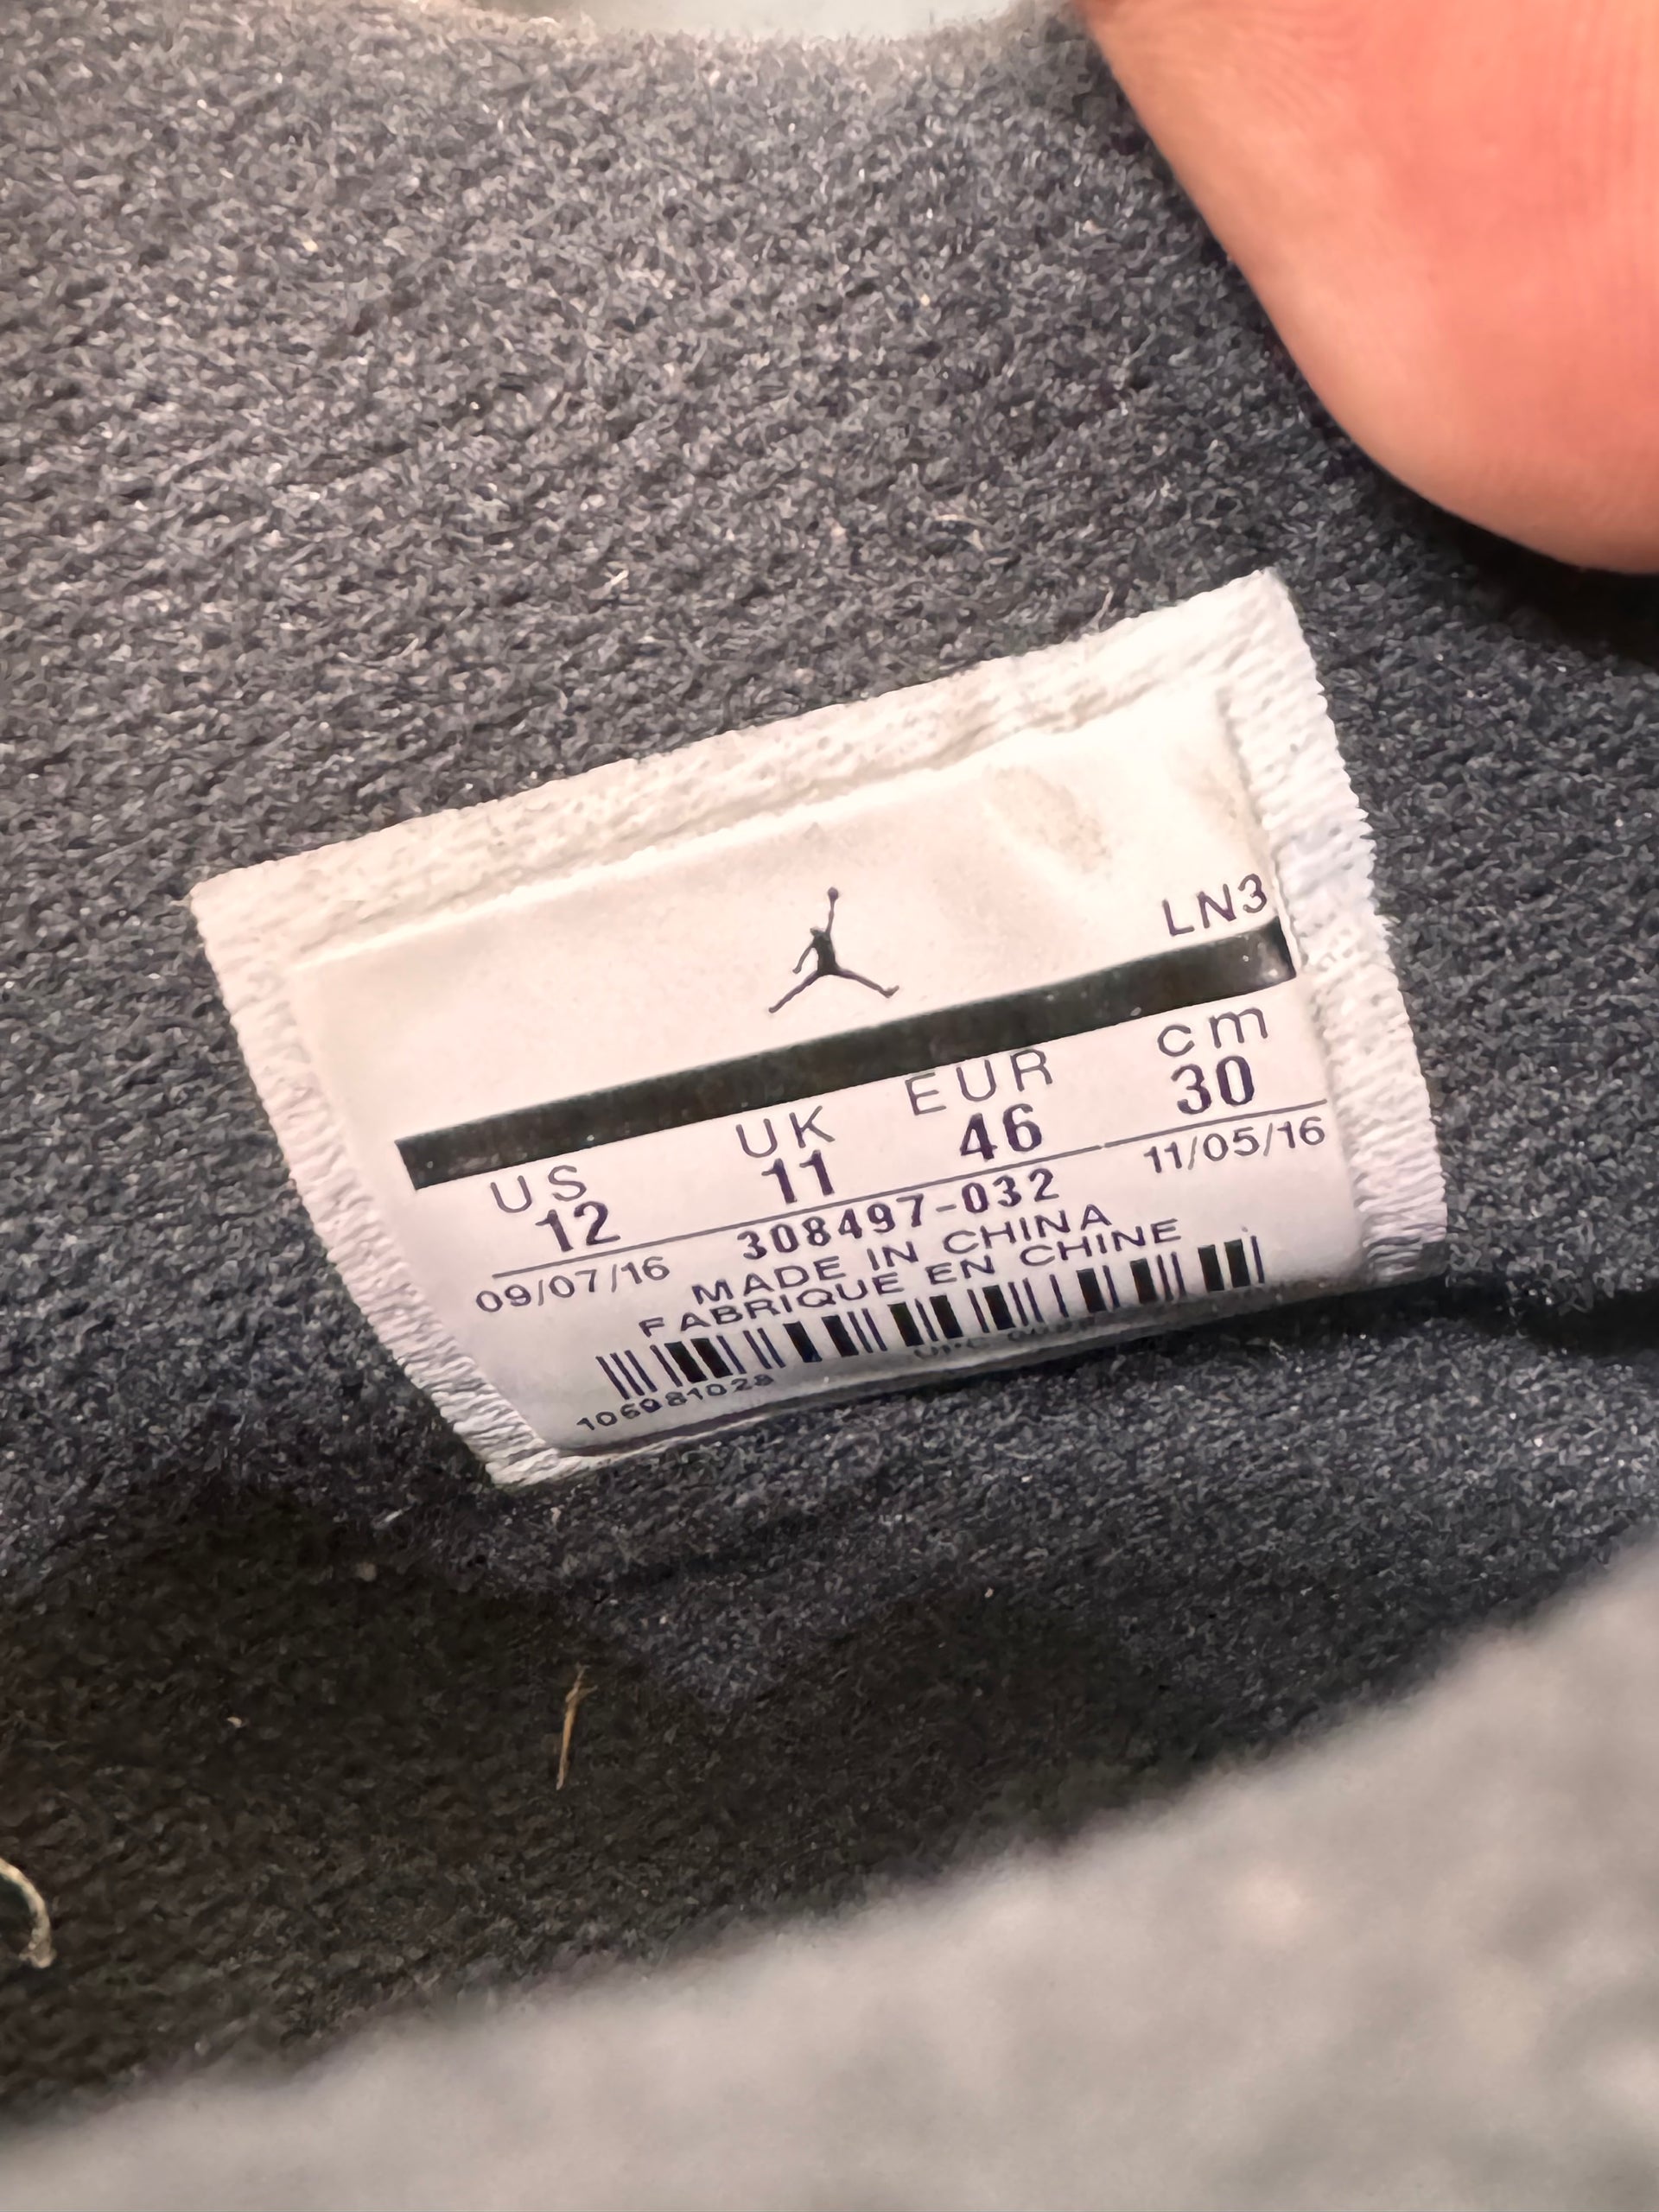 LN3
US UK EUR cm
12 11 46 30
09/07/16 308497-032 11/05/16
MADE IN CHINA
FABRIQUE EN CHINE
106981028